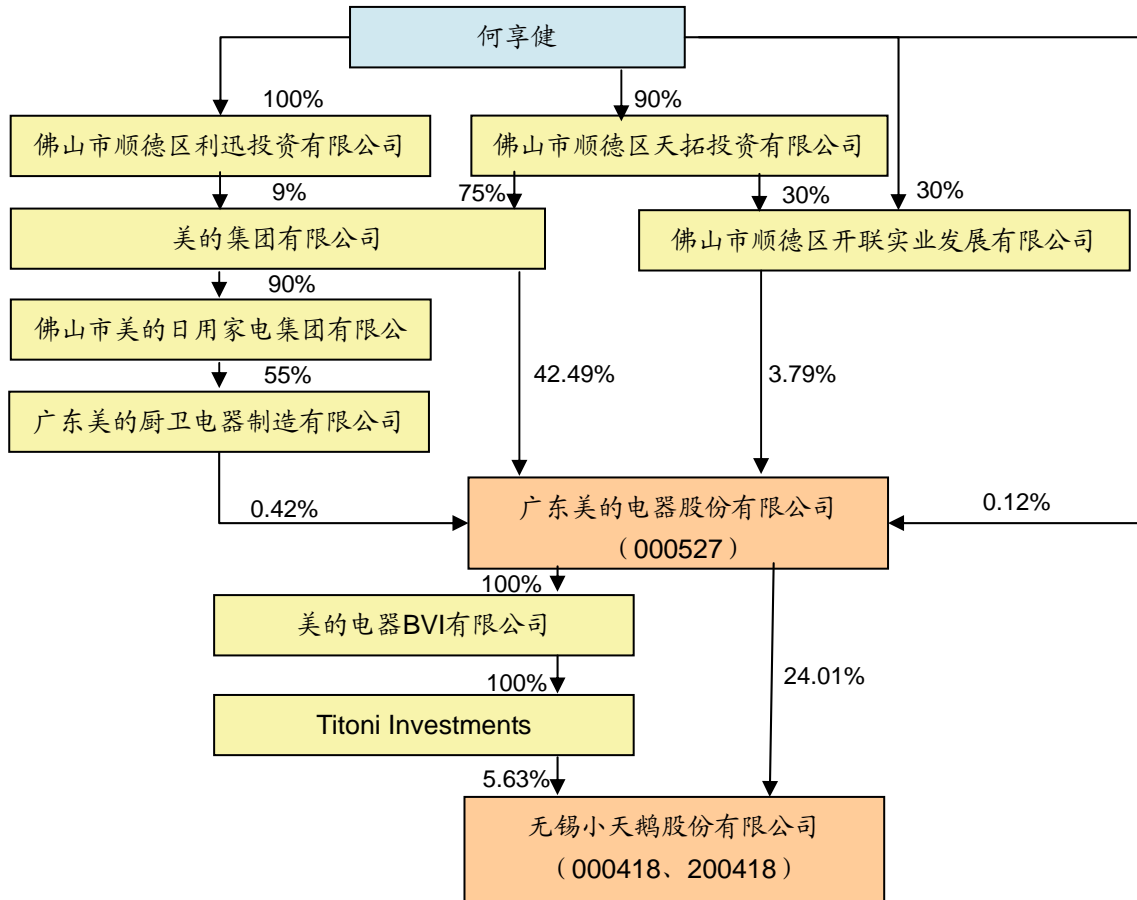 何享健
100%
90%
佛山市顺德区利迅投资有限公司
佛山市顺德区天拓投资有限公司
9%
75%
30%
30%
美的集团有限公司
佛山市顺德区开联实业发展有限公司
90%
佛山市美的日用家电集团有限公
55%
42.49%
3.79%
广东美的厨卫电器制造有限公司
0.42%
广东美的电器股份有限公司
（000527）
0.12%
100%
美的电器BVI有限公司
100%
24.01%
Titoni Investments
5.63%
无锡小天鹅股份有限公司
（000418、200418）